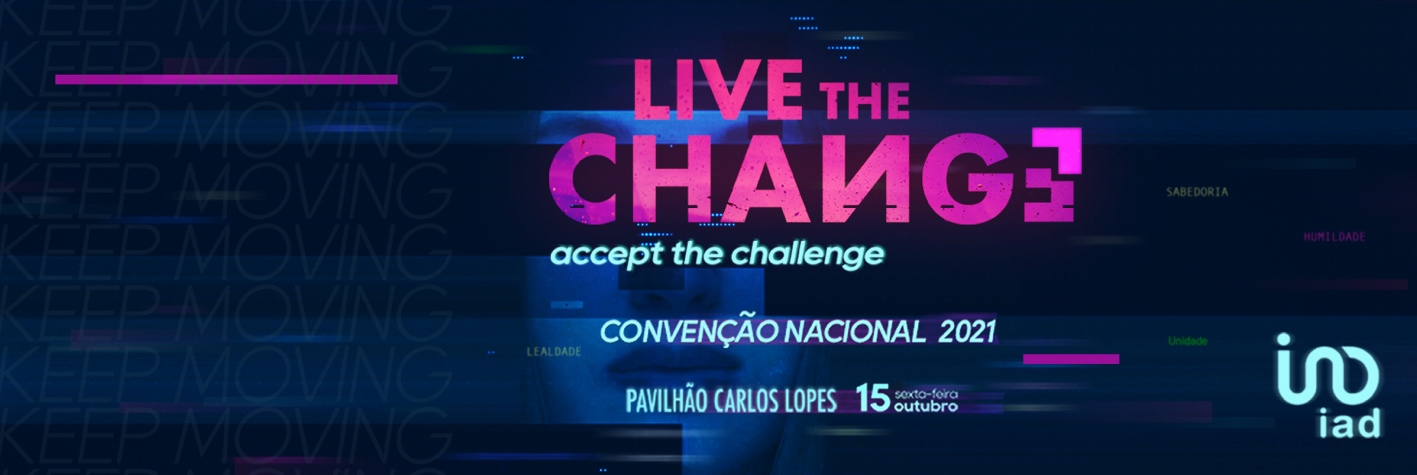 KEEP MOVING
KEEP MOVING
KEEP MOVING
KEEP MOVING
KEEP MOVING
KEEP MOVING
KEEP MOVING
KEEP MOVING
LIVE THE
CHANGE
accept the challenge
CONVENÇÃO NACIONAL 2021
PAVILHÃO CARLOS LOPES 15 sexta-feira
outubro
LEALDADE
SABEDORIA
HUMILDADE
Unidade
iad